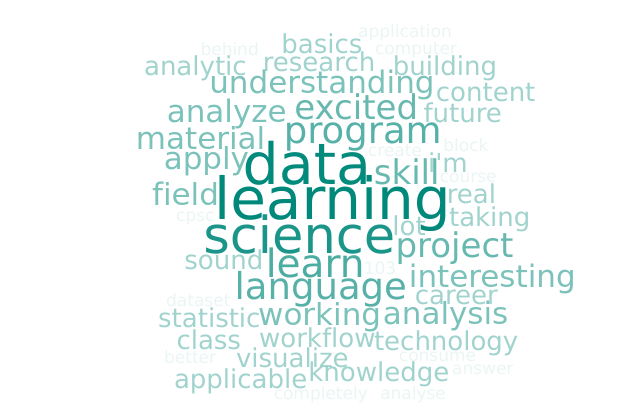 application
behind basics computer
analytic research building
understanding content
analyze excited future
material program
create block
apply data skill i'm
course
field learning real
cpsc lot taking
science project
sound learn 103
language interesting
dataset career
statistic working analysis
class workflow technology
better visualize consume
applicable knowledge answer
completely analyse